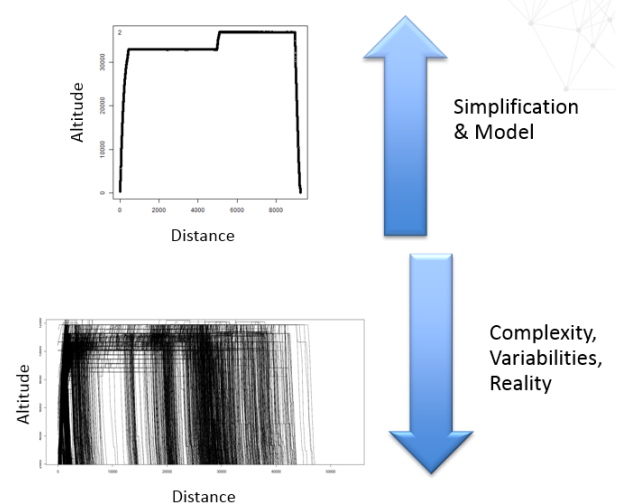 2
30000
20000
10000
0
Altitude
0 2000 4000 6000 8000
Distance
Simplification
& Model
Complexity,
Variabilities,
Reality
Altitude
Distance